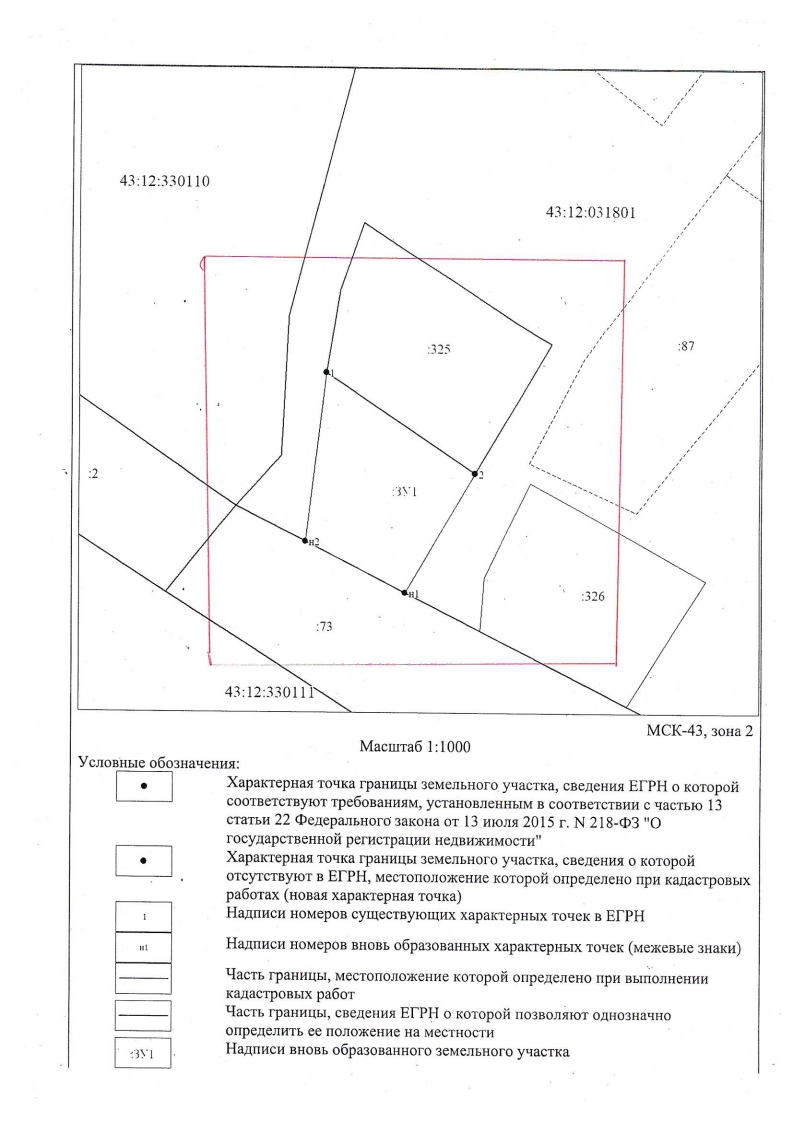 43:12:330110
43:12:031801
:325
:87
1
2
:2
:ЗУ1
н2
н1
:326
:73
43:12:330111
МСК-43, зона 2
Масштаб 1:1000
Условные обозначения:
Характерная точка границы земельного участка, сведения ЕГРН о которой
соответствуют требованиям, установленным в соответствии с частью 13
статьи 22 Федерального закона от 13 июля 2015 г. N 218-ФЗ "О
государственной регистрации недвижимости"
Характерная точка границы земельного участка, сведения о которой
отсутствуют в ЕГРН, местоположение которой определено при кадастровых
работах (новая характерная точка)
1
Надписи номеров существующих характерных точек в ЕГРН
н1
Надписи номеров вновь образованных характерных точек (межевые знаки)
Часть границы, местоположение которой определено при выполнении
кадастровых работ
Часть границы, сведения ЕГРН о которой позволяют однозначно
определить ее положение на местности
:ЗУ1
Надписи вновь образованного земельного участка